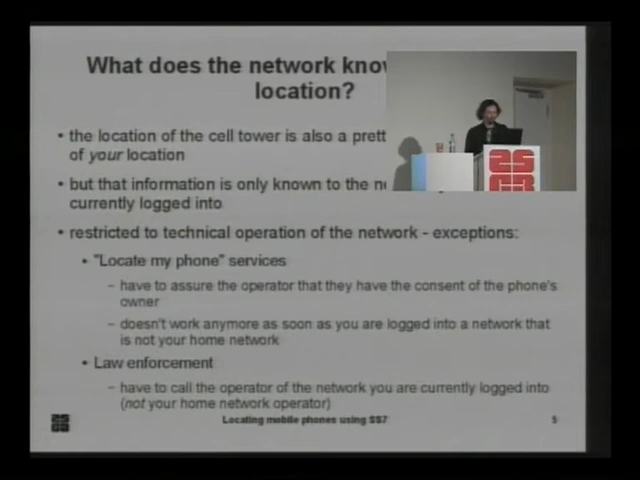 What does the network know
location?
• the location of the cell tower is also a
of your location
• but that information is only known to the
currently logged into
• restricted to technical operation of the network - exceptions:
• "Locate my phone" services
– have to assure the operator that they have the consent of the phone's
owner
– doesn't work anymore as soon as you are logged into a network that
is not your home network
• Law enforcement
– have to call the operator of the network you are currently logged into
(not your home network operator)
Locating mobile phones using SS7
5
25
C3